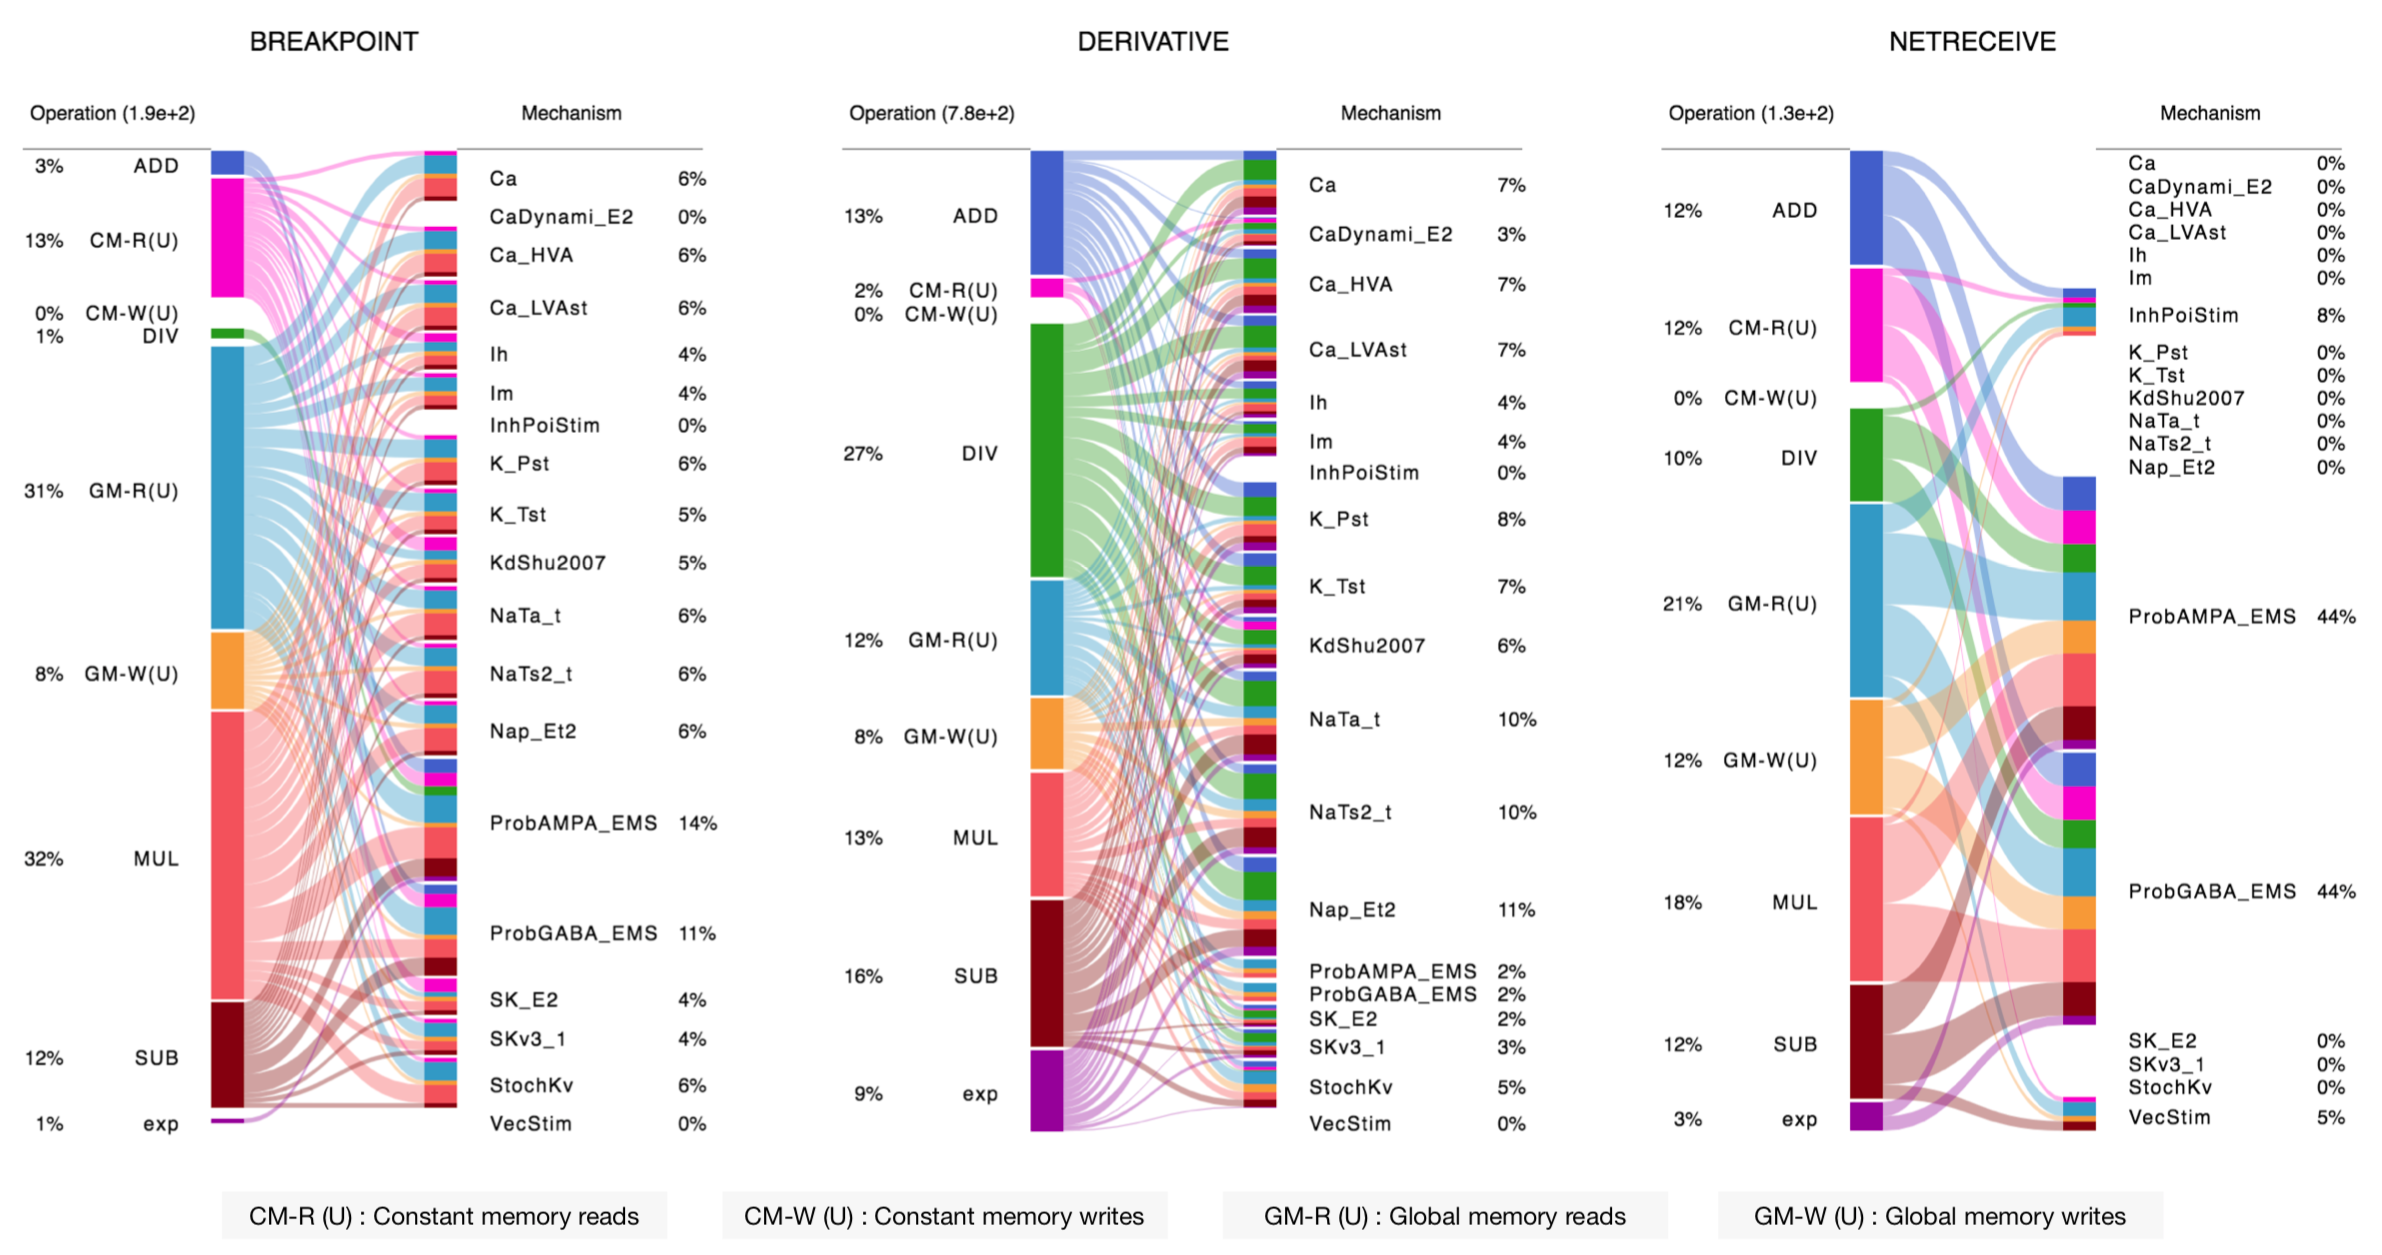 BREAKPOINT
Operation (1.9e+2) Mechanism
3% ADD
13% CM-R(U)
0% CM-W(U)
1% DIV
31% GM-R(U)
8% GM-W(U)
32% MUL
12% SUB
1% exp
Ca 6%
CaDynami_E2 0%
Ca_HVA 6%
Ca_LVAst 6%
Ih 4%
Im 4%
InhPoiStim 0%
K_Pst 6%
K_Tst 5%
KdShu2007 5%
NaTa_t 6%
NaTs2_t 6%
Nap_Et2 6%
ProbAMPA_EMS 14%
ProbGABA_EMS 11%
SK_E2 4%
SKv3_1 4%
StochKv 6%
VecStim 0%
DERIVATIVE
Operation (7.8e+2) Mechanism
13% ADD
2% CM-R(U)
0% CM-W(U)
27% DIV
12% GM-R(U)
8% GM-W(U)
13% MUL
16% SUB
9% exp
Ca 7%
CaDynami_E2 3%
Ca_HVA 7%
Ca_LVAst 7%
Ih 4%
Im 4%
InhPoiStim 0%
K_Pst 8%
K_Tst 7%
KdShu2007 6%
NaTa_t 10%
NaTs2_t 10%
Nap_Et2 11%
ProbAMPA_EMS 2%
ProbGABA_EMS 2%
SK_E2 2%
SKv3_1 3%
StochKv 5%
VecStim 0%
NETRECEIVE
Operation (1.3e+2) Mechanism
12% ADD
12% CM-R(U)
0% CM-W(U)
10% DIV
21% GM-R(U)
12% GM-W(U)
18% MUL
12% SUB
3% exp
Ca 0%
CaDynami_E2 0%
Ca_HVA 0%
Ca_LVAst 0%
Ih 0%
Im 0%
InhPoiStim 8%
K_Pst 0%
K_Tst 0%
KdShu2007 0%
NaTa_t 0%
NaTs2_t 0%
Nap_Et2 0%
ProbAMPA_EMS 44%
ProbGABA_EMS 44%
SK_E2 0%
SKv3_1 0%
StochKv 0%
VecStim 5%
CM-R (U) : Constant memory reads
CM-W (U) : Constant memory writes
GM-R (U) : Global memory reads
GM-W (U) : Global memory writes